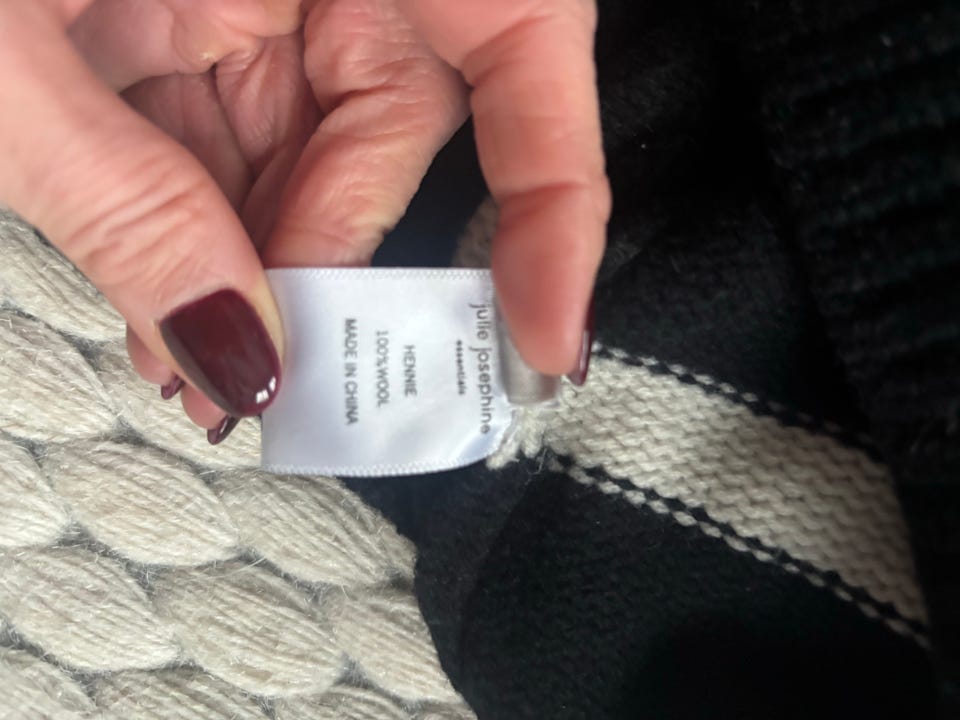 julie josephine
essentials
HENNIE
100%WOOL
MADE IN CHINA